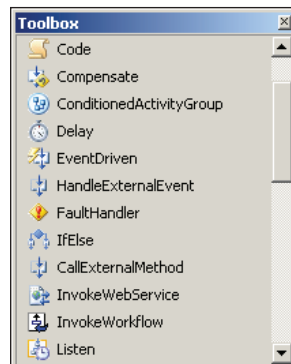 Toolbox
Code
Compensate
ConditionedActivityGroup
Delay
EventDriven
HandleExternalEvent
FaultHandler
IfElse
CallExternalMethod
InvokeWebService
InvokeWorkflow
Listen